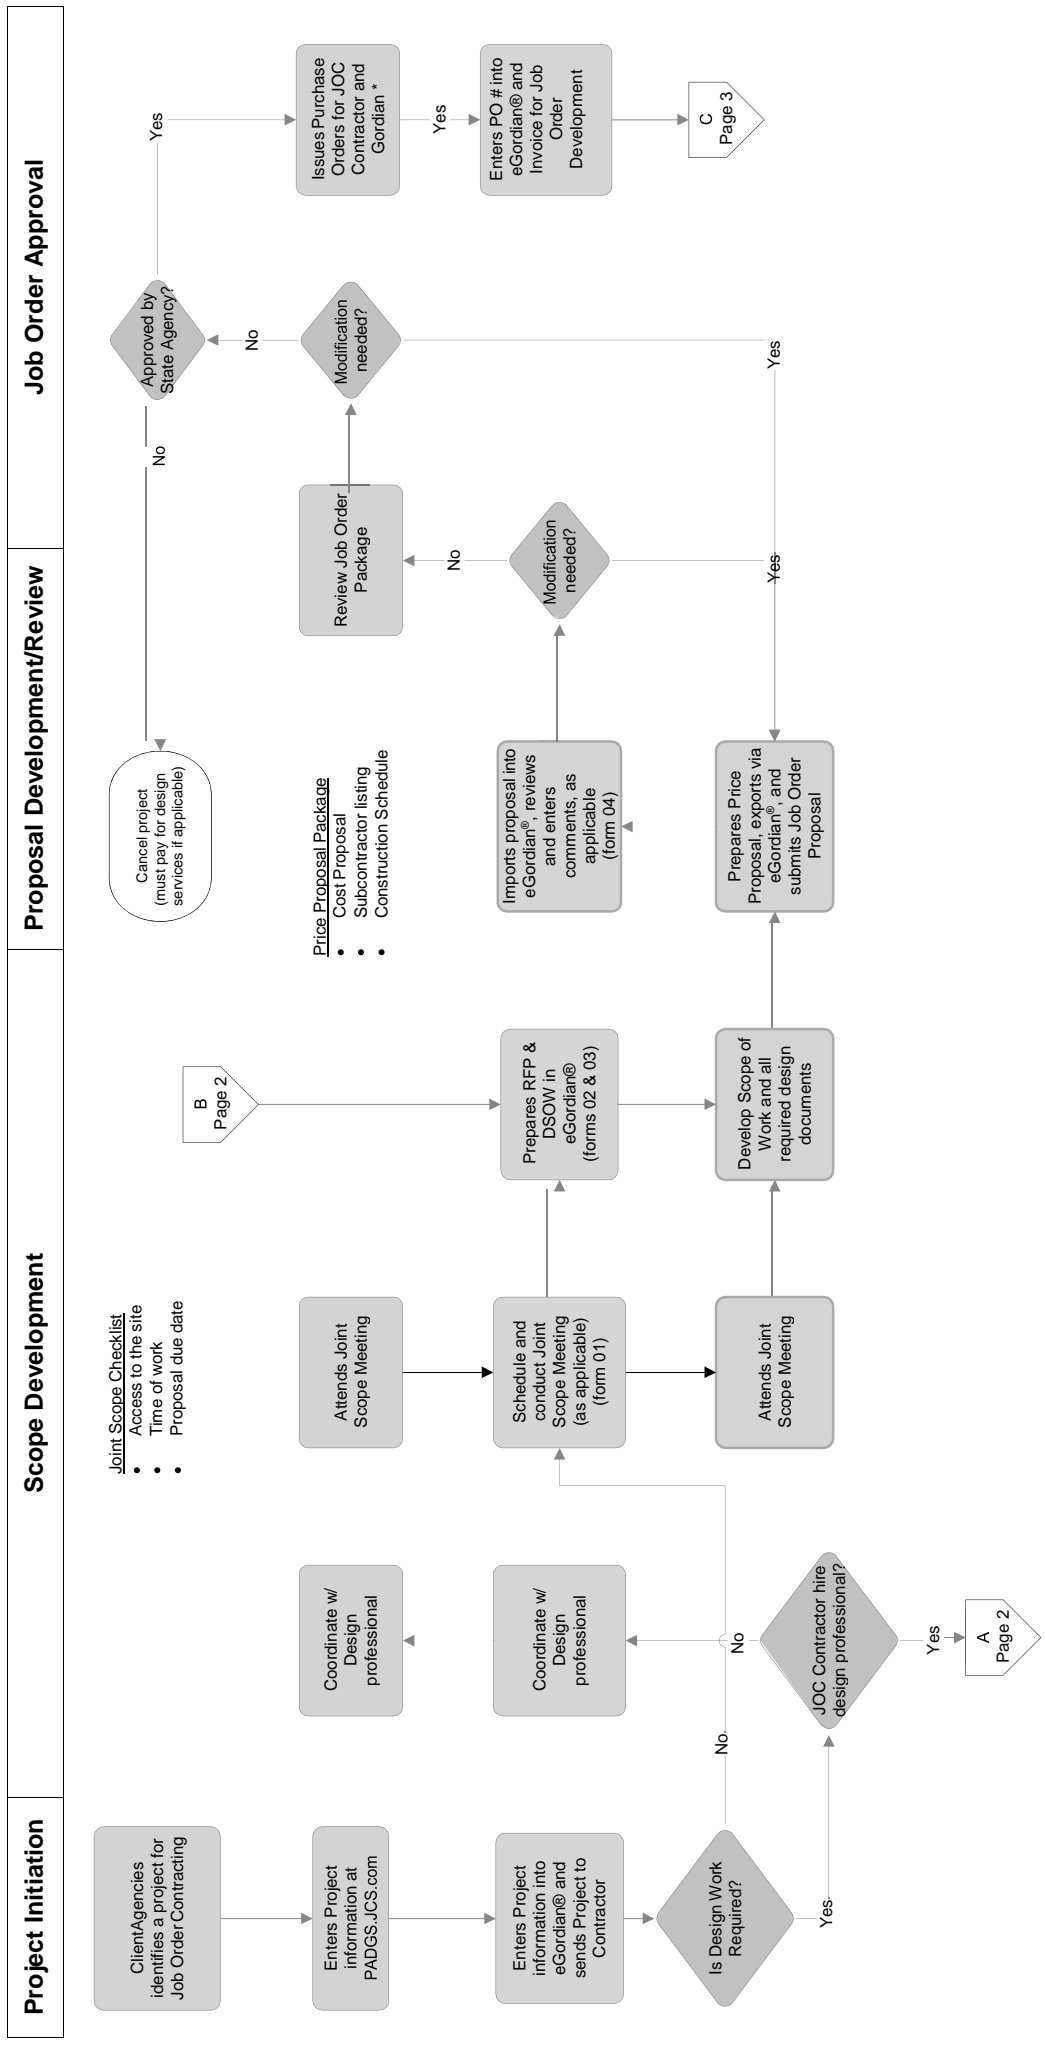 Project Initiation
Scope Development
Proposal Development/Review
Job Order Approval
ClientAgencies
identifies a project for
Job Order Contracting
Enters Project
information at
PADGS.JCS.com
Enters Project
information into
eGordian® and
sends Project to
Contractor
Is Design Work
Required?
No
Yes
JOC Contractor hire
design professional?
No
Yes
A
Page 2
Coordinate w/
Design
professional
Coordinate w/
Design
professional
Joint Scope Checklist
• Access to the site
• Time of work
• Proposal due date
Attends Joint
Scope Meeting
Schedule and
conduct Joint
Scope Meeting
(as applicable)
(form 01)
Attends Joint
Scope Meeting
B
Page 2
Prepares RFP &
DSOW in
eGordian®
(forms 02 & 03)
Develop Scope of
Work and all
required design
documents
Cancel project
(must pay for design
services if applicable)
Price Proposal Package
• Cost Proposal
• Subcontractor listing
• Construction Schedule
Imports proposal into
eGordian®, reviews
and enters
comments, as
applicable
(form 04)
Prepares Price
Proposal, exports via
eGordian®, and
submits Job Order
Proposal
Modification
needed?
No
Yes
Review Job Order
Package
Modification
needed?
No
Yes
Approved by
State Agency?
No
Yes
Issues Purchase
Orders for JOC
Contractor and
Gordian *
Yes
Enters PO # into
eGordian® and
Invoice for Job
Order
Development
C
Page 3